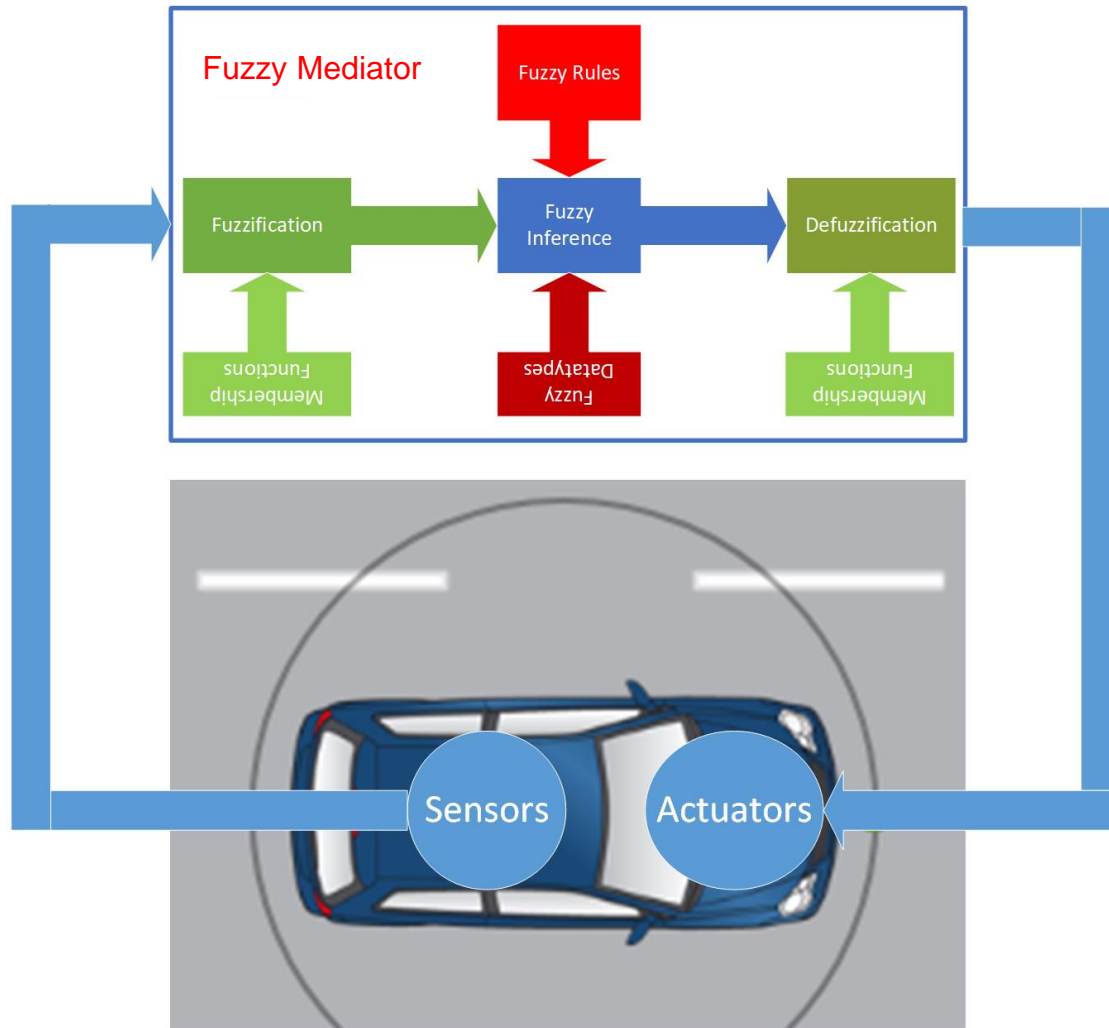 Fuzzy Mediator
Fuzzy Rules
Fuzzification
Fuzzy
Inference
Defuzzification
Membership
Functions
Fuzzy
Datatypes
Membership
Functions
Sensors
Actuators